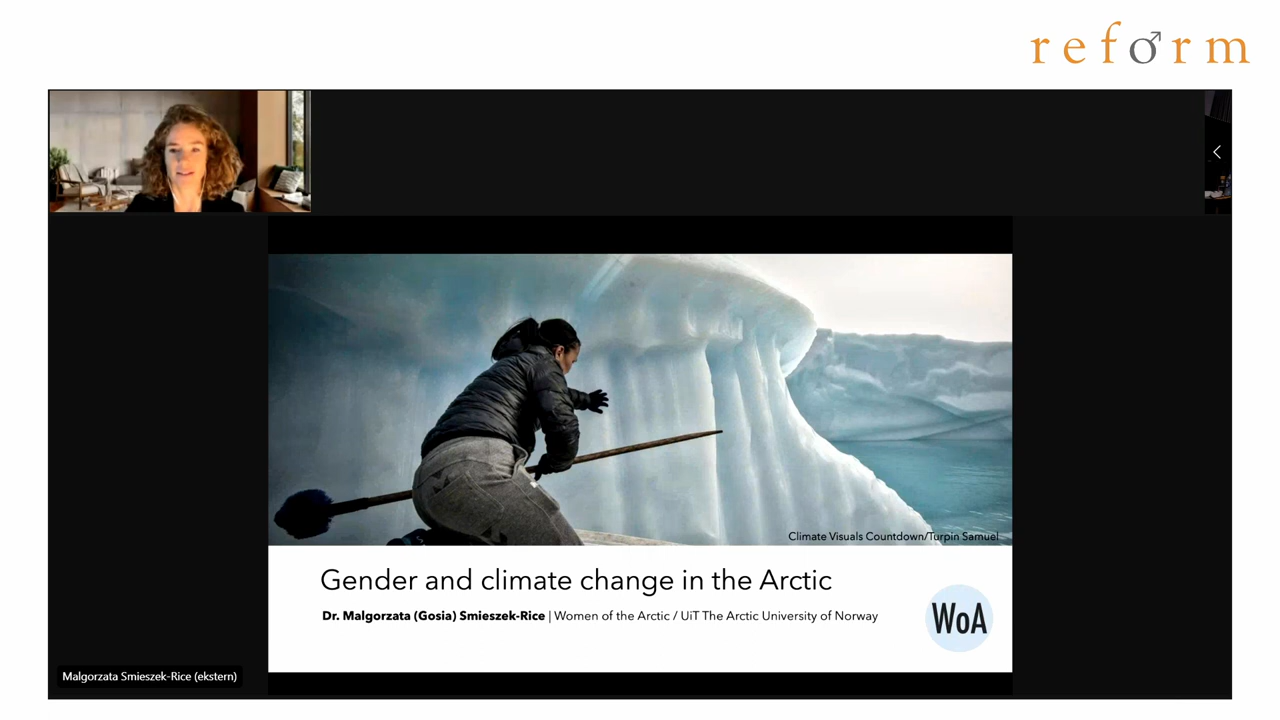 reform
Climate Visuals Countdown/Turpin Samuel
Gender and climate change in the Arctic
Dr. Malgorzata (Gosia) Smieszek-Rice | Women of the Arctic / UiT The Arctic University of Norway
WoA
Malgorzata Smieszek-Rice (ekstern)